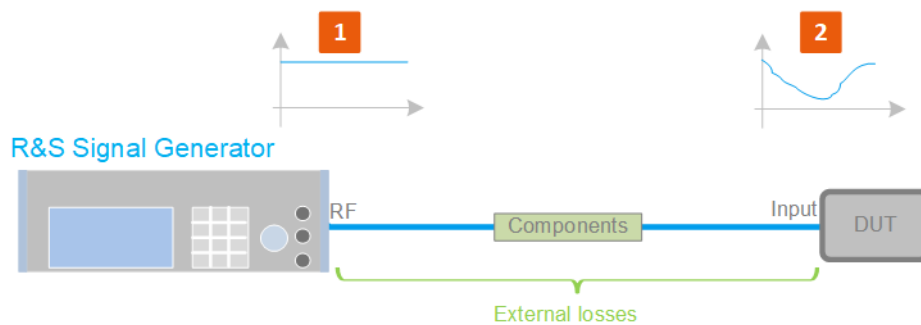 1
2
R&S Signal Generator
RF
Components
Input
DUT
External losses